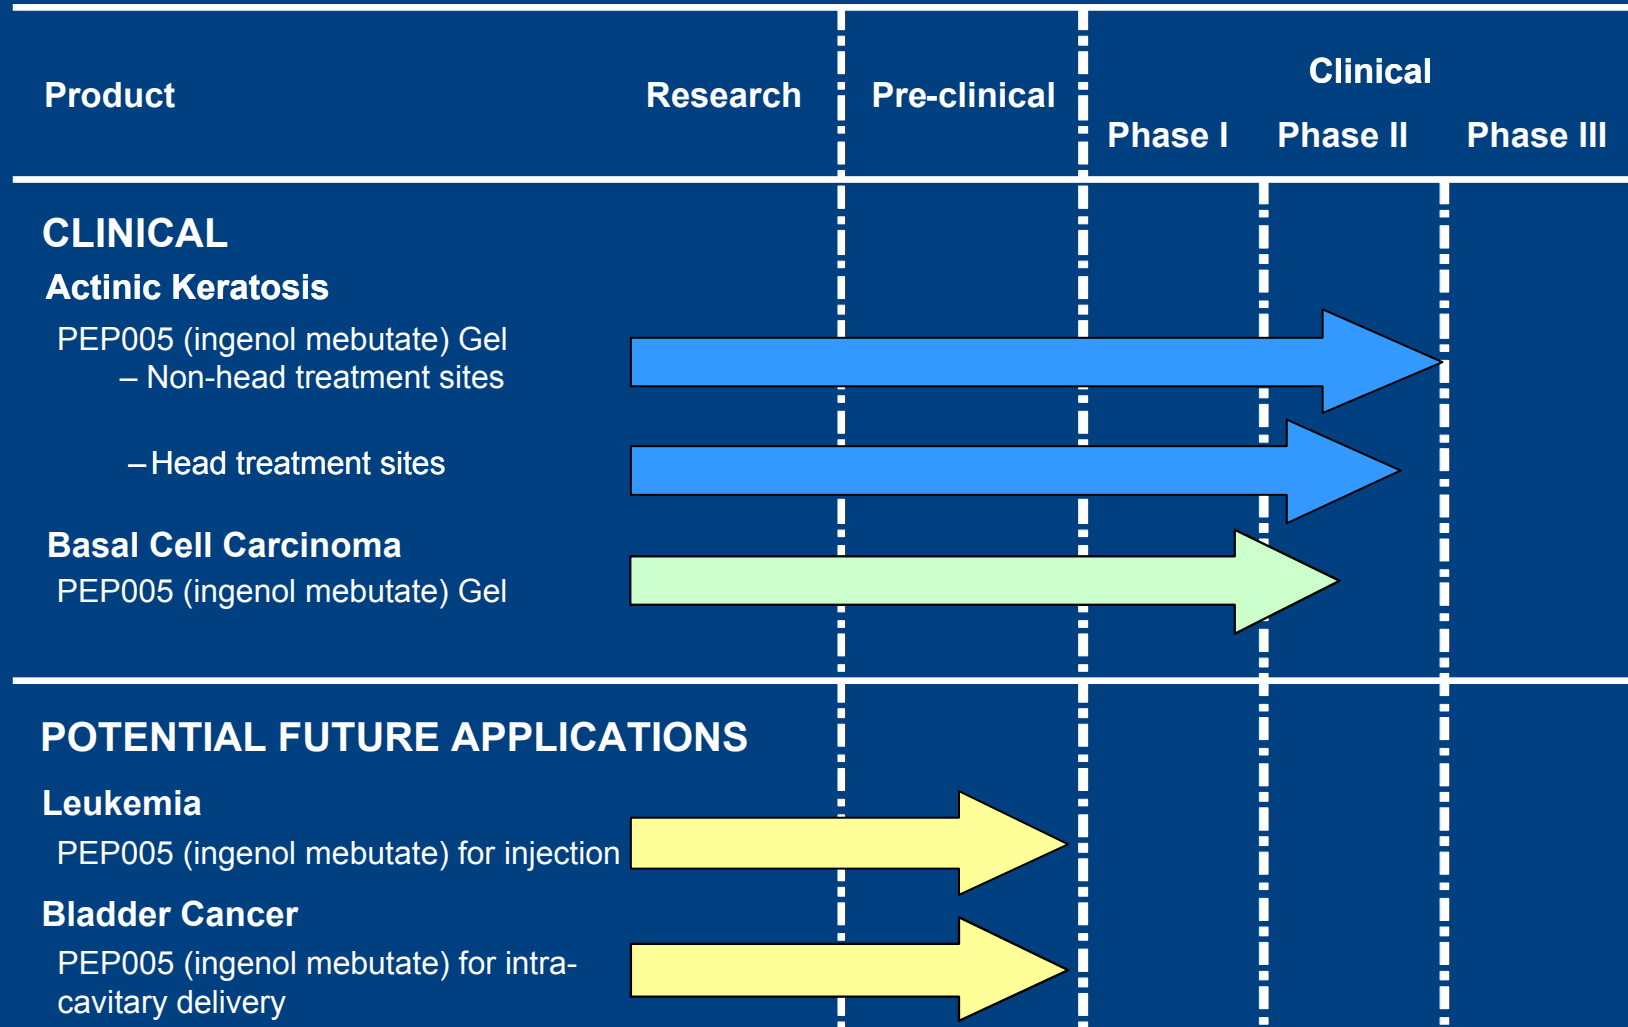 Product
Research
Pre-clinical
Clinical
Phase I
Phase II
Phase III
CLINICAL
Actinic Keratosis
PEP005 (ingenol mebutate) Gel
– Non-head treatment sites
– Head treatment sites
Basal Cell Carcinoma
PEP005 (ingenol mebutate) Gel
POTENTIAL FUTURE APPLICATIONS
Leukemia
PEP005 (ingenol mebutate) for injection
Bladder Cancer
PEP005 (ingenol mebutate) for intra-
cavitary delivery